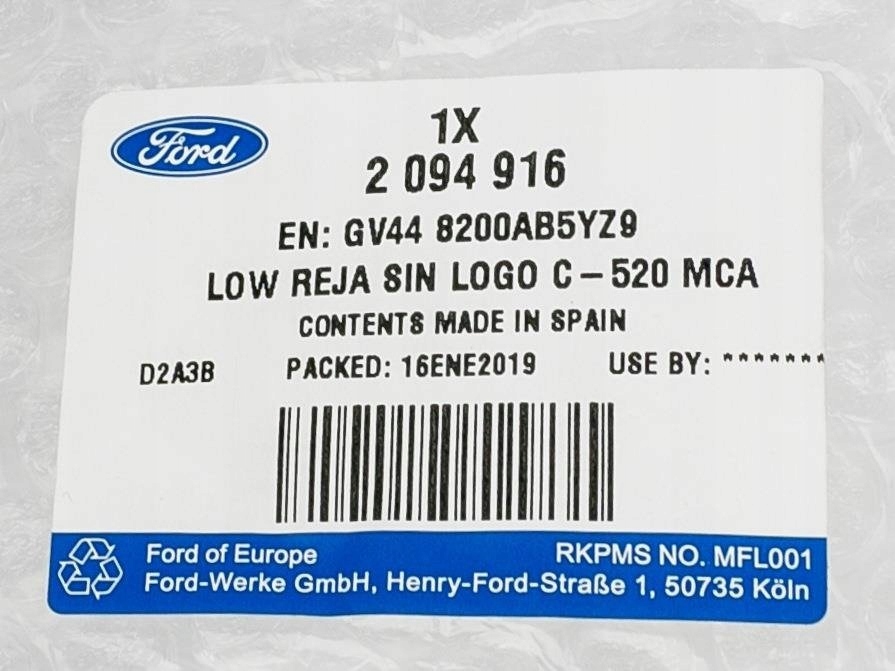 Ford
1X
2 094 916
EN: GV44 8200AB5YZ9
LOW REJA SIN LOGO C-520 MCA
CONTENTS MADE IN SPAIN
D2A3B PACKED: 16ENE2019 USE BY: *******
Ford of Europe RKPMS NO. MFL001
Ford-Werke GmbH, Henry-Ford-Straße 1, 50735 Köln